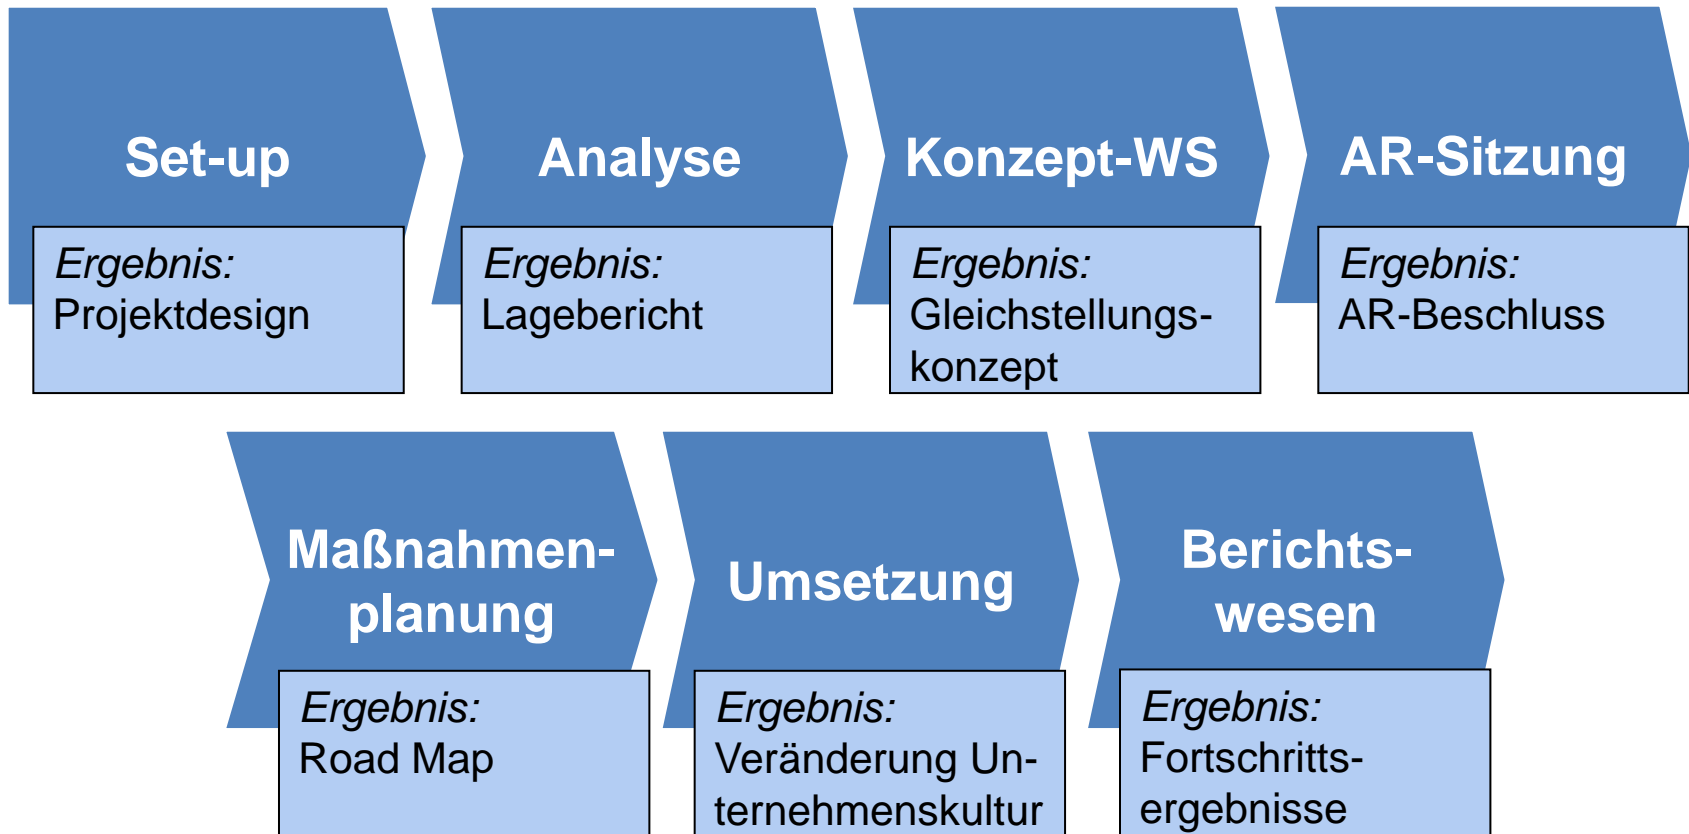 Set-up
Ergebnis:
Projektdesign
Analyse
Ergebnis:
Lagebericht
Konzept-WS
Ergebnis:
Gleichstellungs-
konzept
AR-Sitzung
Ergebnis:
AR-Beschluss
Maßnahmen-
planung
Ergebnis:
Road Map
Umsetzung
Ergebnis:
Veränderung Un-
ternehmenskultur
Berichts-
wesen
Ergebnis:
Fortschritts-
ergebnisse